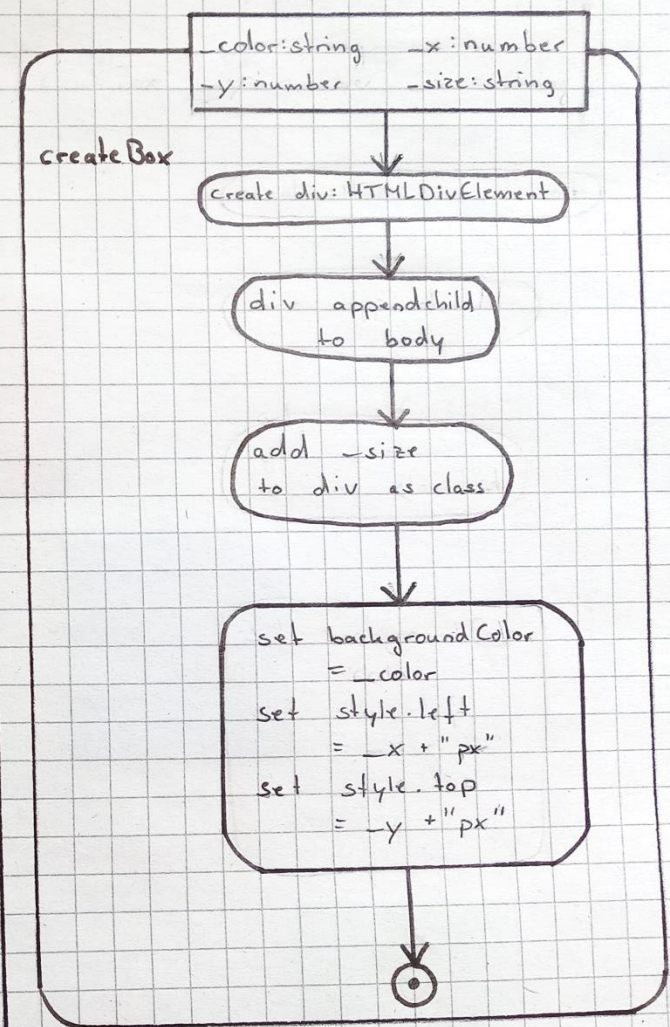 _color:string _x:number
_y:number _size:string
createBox
create div: HTMLDivElement
div appendchild
to body
add _size
to div as class
set backgroundColor
= _color
set style.left
= _x + "px"
set style.top
= _y + "px"